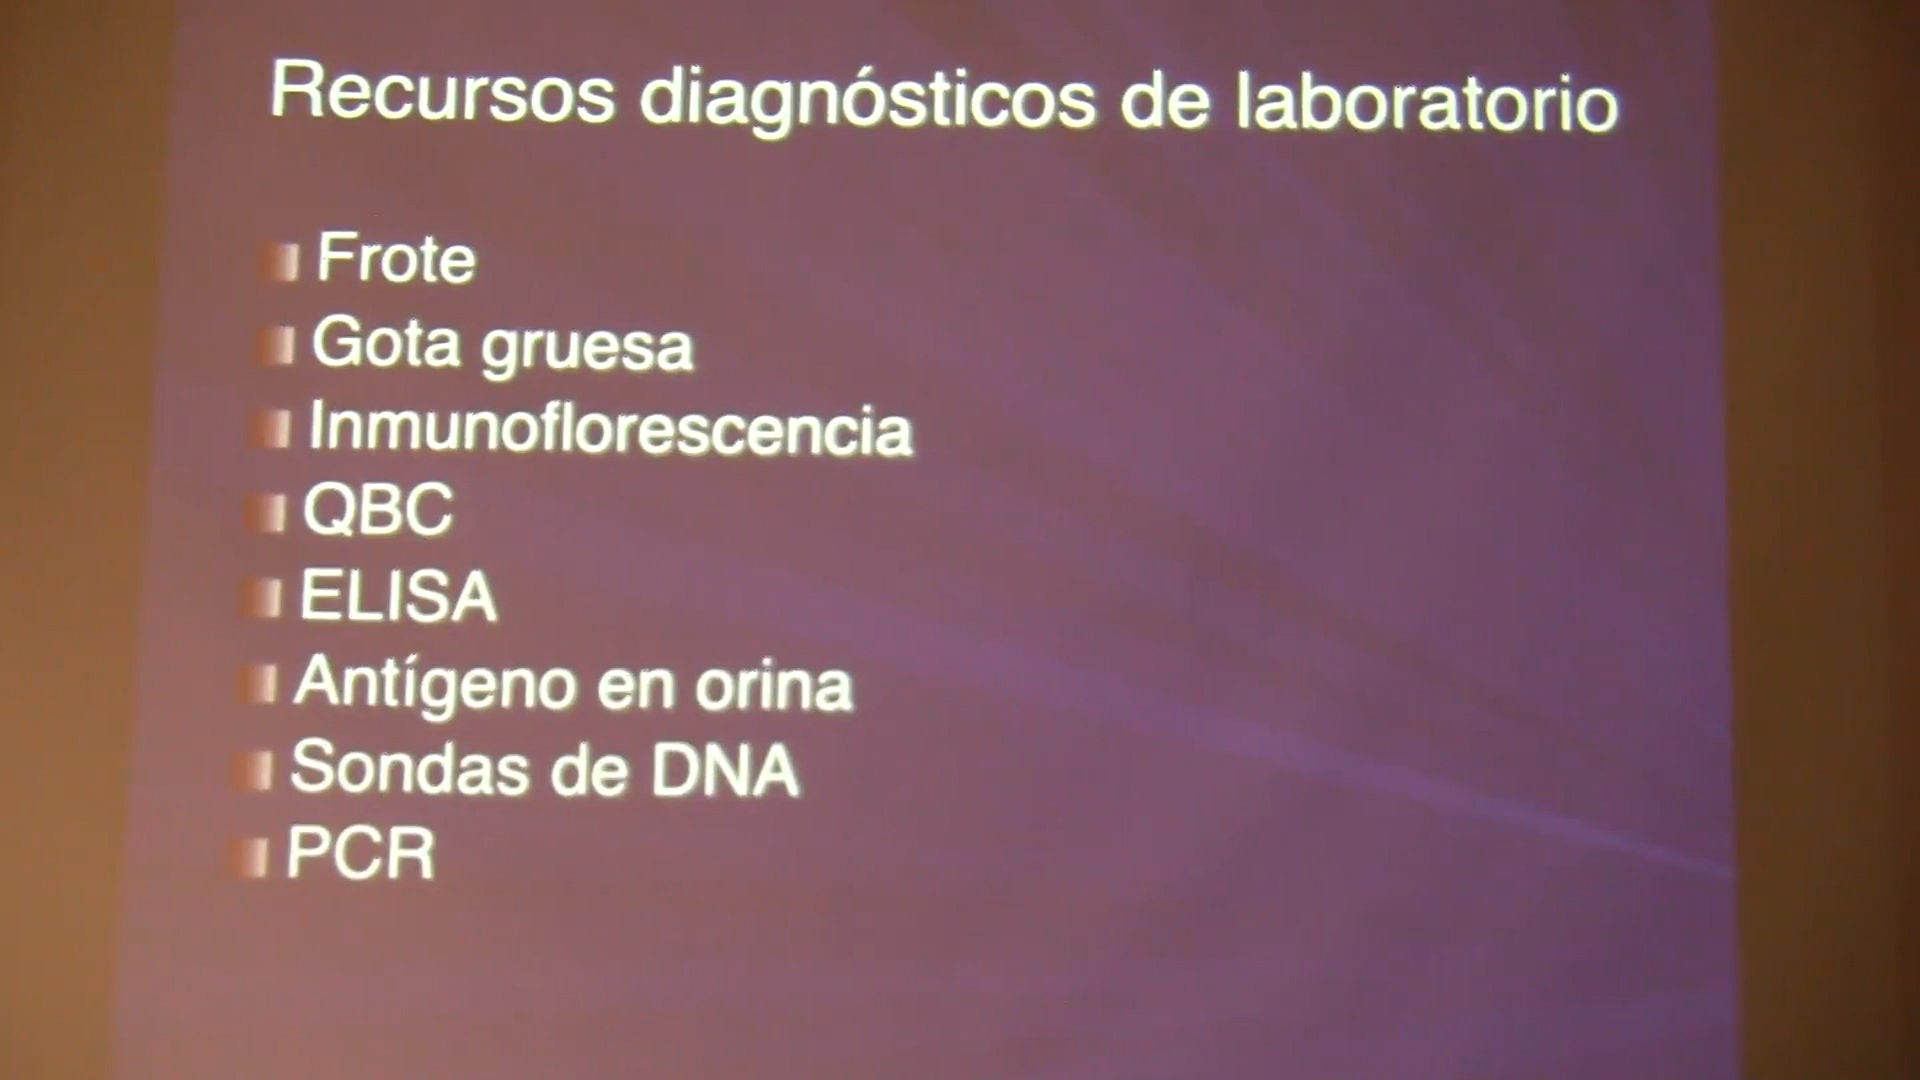 Recursos diagnósticos de laboratorio
Frote
Gota gruesa
Inmunoflorescencia
QBC
ELISA
Antígeno en orina
Sondas de DNA
PCR